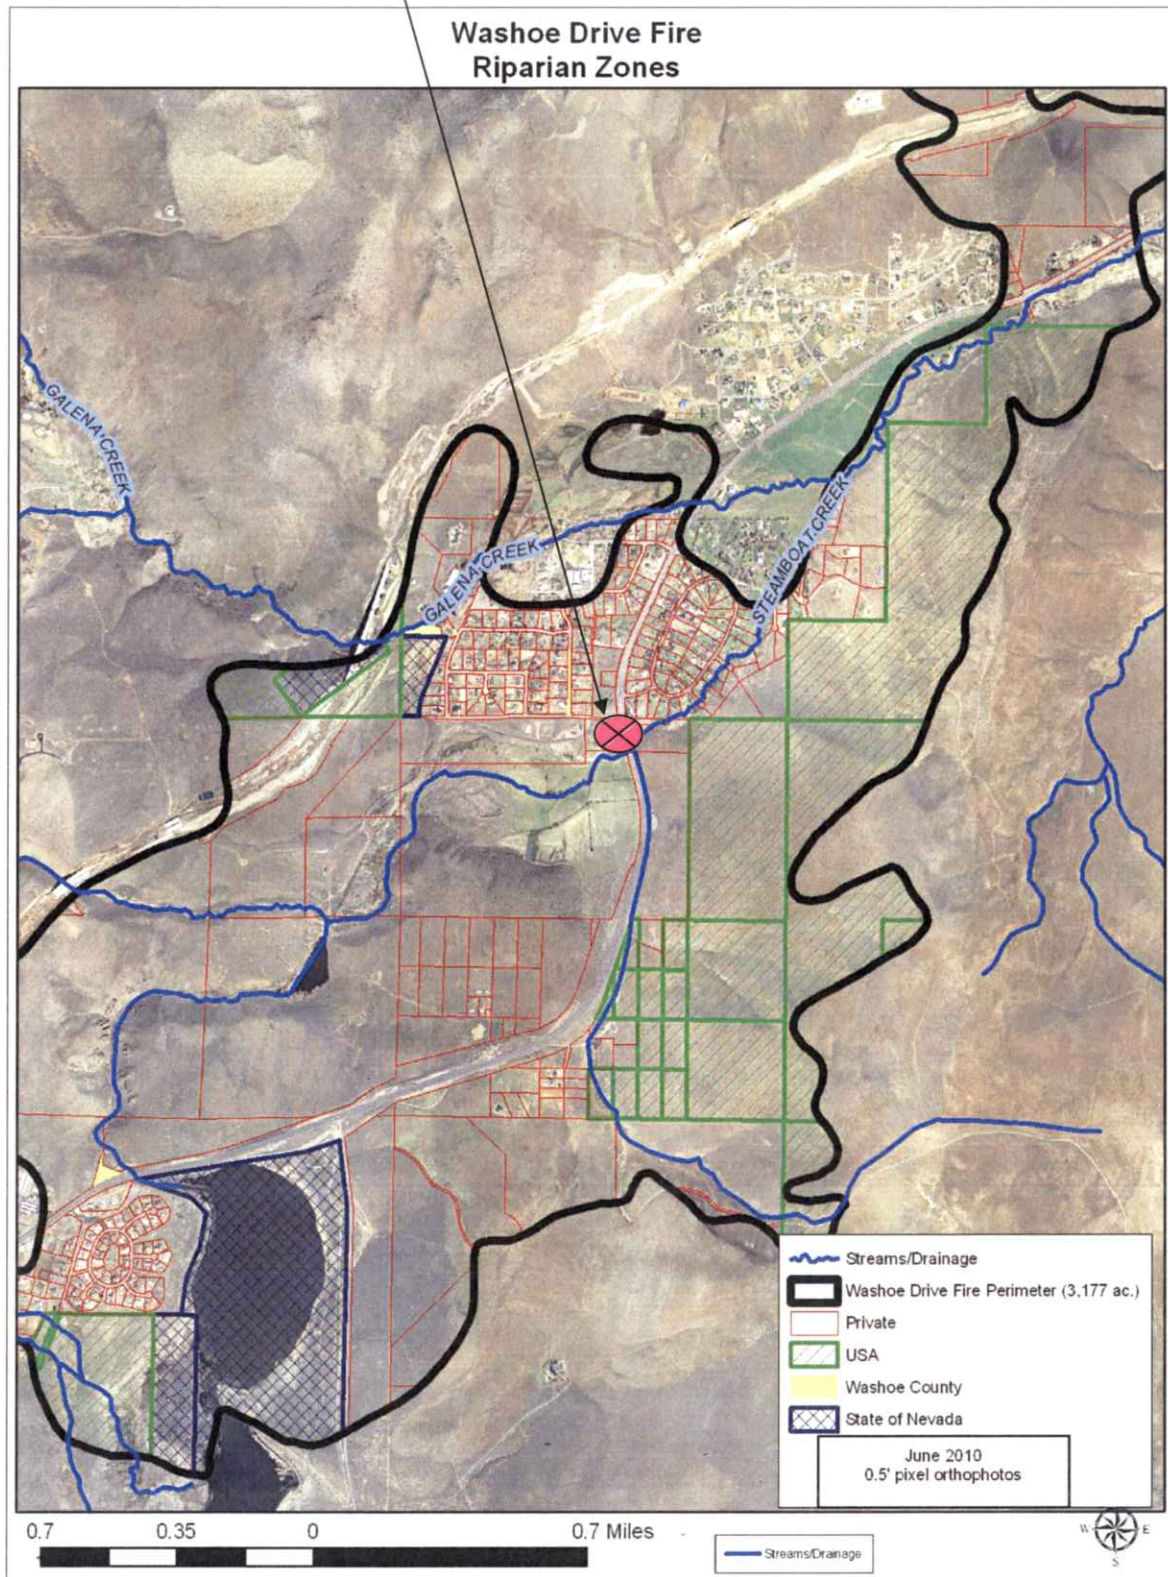 Washoe Drive Fire
Riparian Zones
GALENA CREEK
GALENA CREEK
STEAMBOAT CREEK
Streams/Drainage
Washoe Drive Fire Perimeter (3,177 ac.)
Private
USA
Washoe County
State of Nevada
June 2010
0.5' pixel orthophotos
0.7 0.35 0 0.7 Miles
Streams/Drainage
W E
S